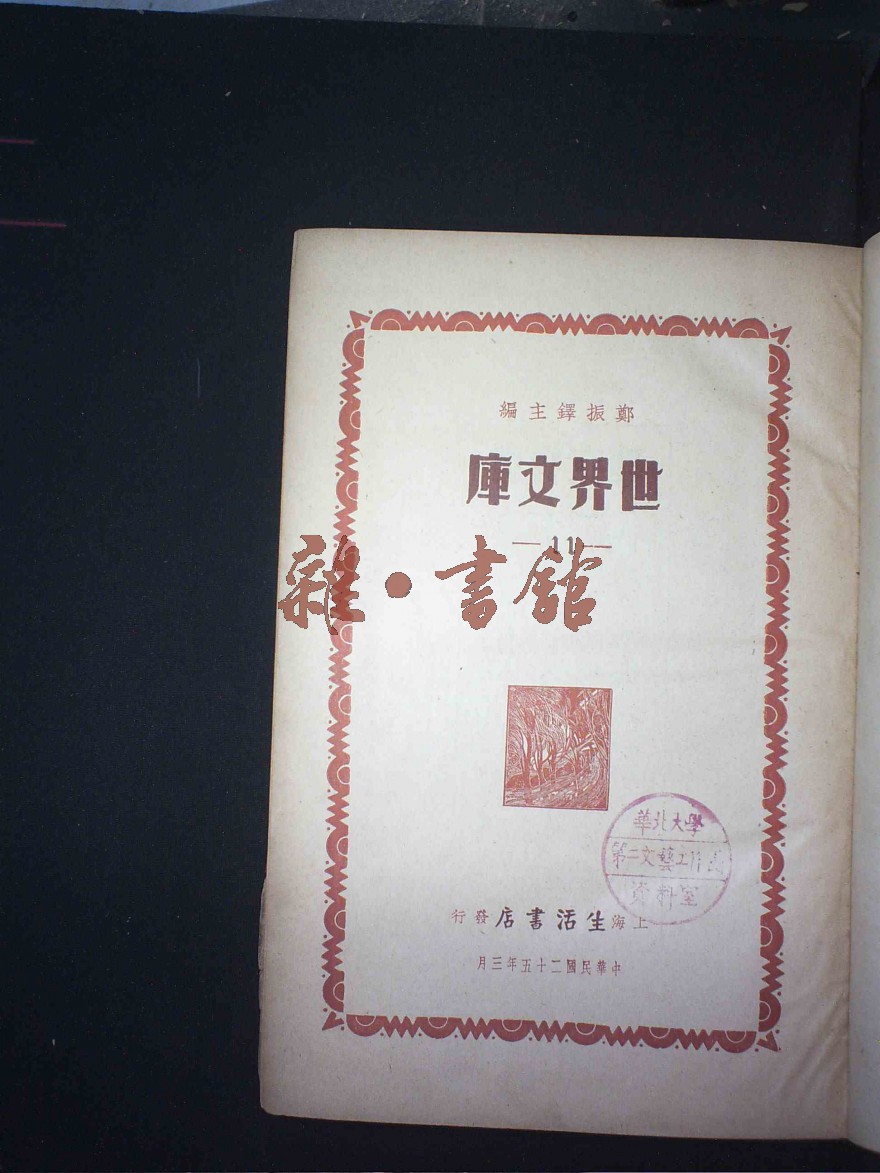 鄭振鐸主編
世界文庫
—11—
雜·書館
華北大學
第二文藝工作
資料室
上海生活書店發行
中華民國二十五年三月